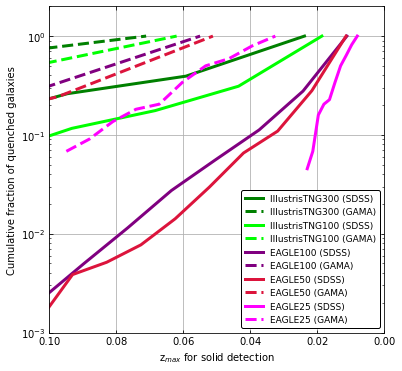 Cumulative fraction of quenched galaxies
10⁰
10⁻¹
10⁻²
10⁻³
IllustrisTNG300 (SDSS)
IllustrisTNG300 (GAMA)
IllustrisTNG100 (SDSS)
IllustrisTNG100 (GAMA)
EAGLE100 (SDSS)
EAGLE100 (GAMA)
EAGLE50 (SDSS)
EAGLE50 (GAMA)
EAGLE25 (SDSS)
EAGLE25 (GAMA)
0.10 0.08 0.06 0.04 0.02 0.00
z_max for solid detection